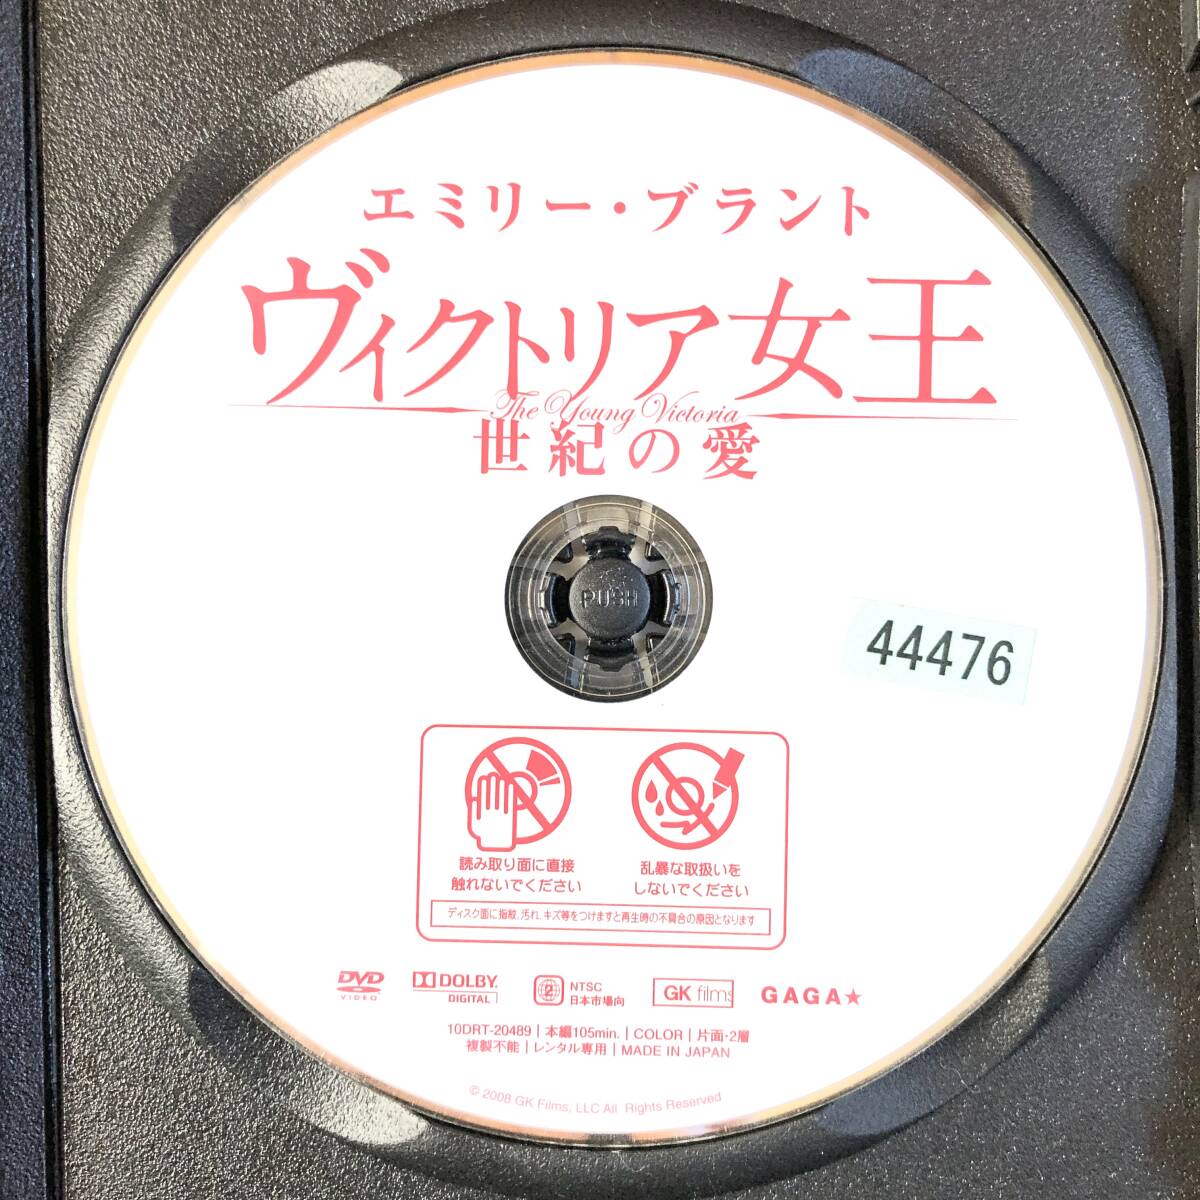 エミリー・ブラント
ヴィクトリア女王
The Young Victoria
世紀の愛
PUSH
44476
読み取り面に直接
触れないでください
乱暴な取扱いを
しないでください
ディスク面に指紋、汚れ、キズ等をつけますと再生時の不具合の原因となります
DVD
VIDEO
DOLBY
DIGITAL
2
NTSC
日本市場向
GK films
GAGA★
10DRT-20489 | 本編105min. | COLOR | 片面・2層
複製不能 | レンタル専用 | MADE IN JAPAN
© 2008 GK Films, LLC All Rights Reserved